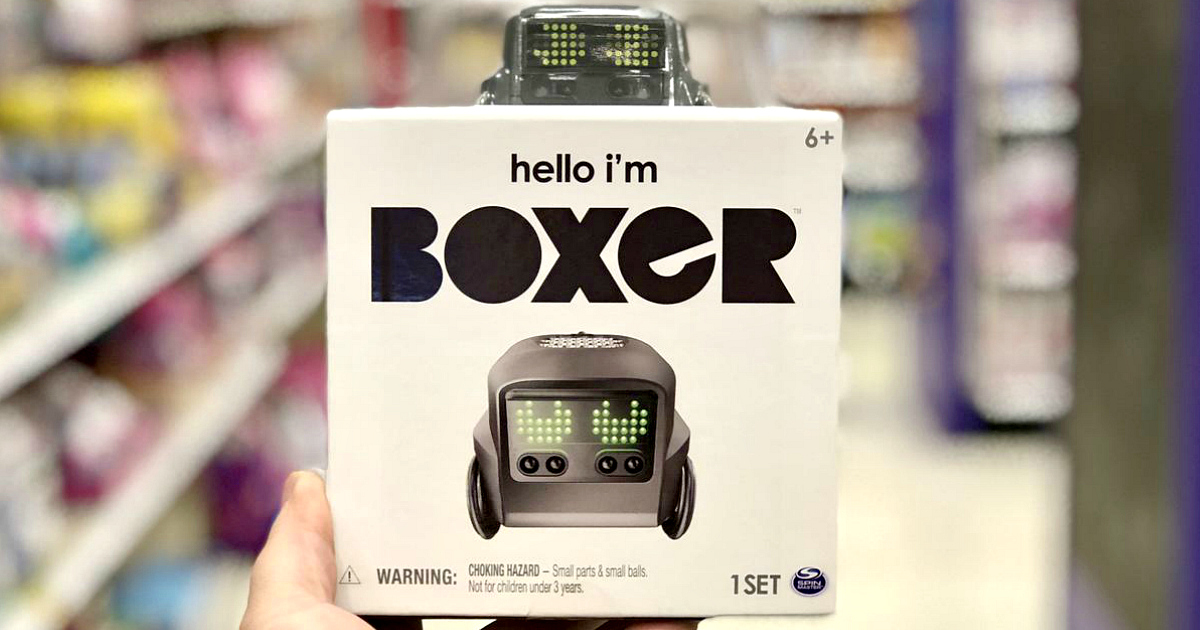 6+
hello i'm
BOXER™
WARNING: CHOKING HAZARD – Small parts & small balls.
Not for children under 3 years.
1 SET
SPIN MASTER